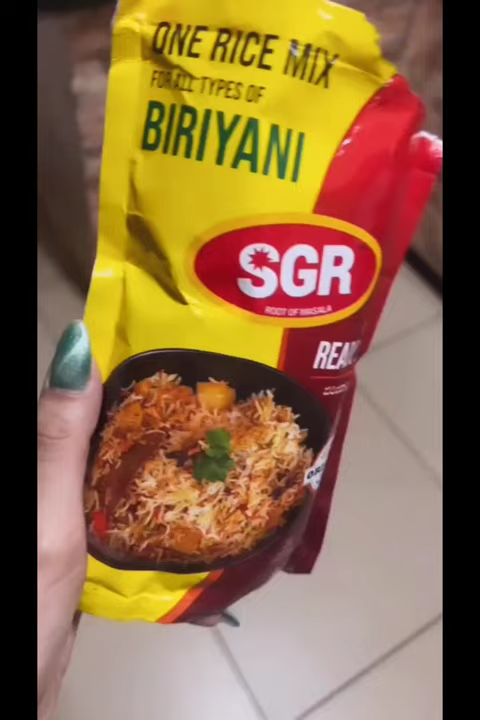 ONE RICE MIX
FOR ALL TYPES OF
BIRIYANI
SGR
ROOT OF MASALA